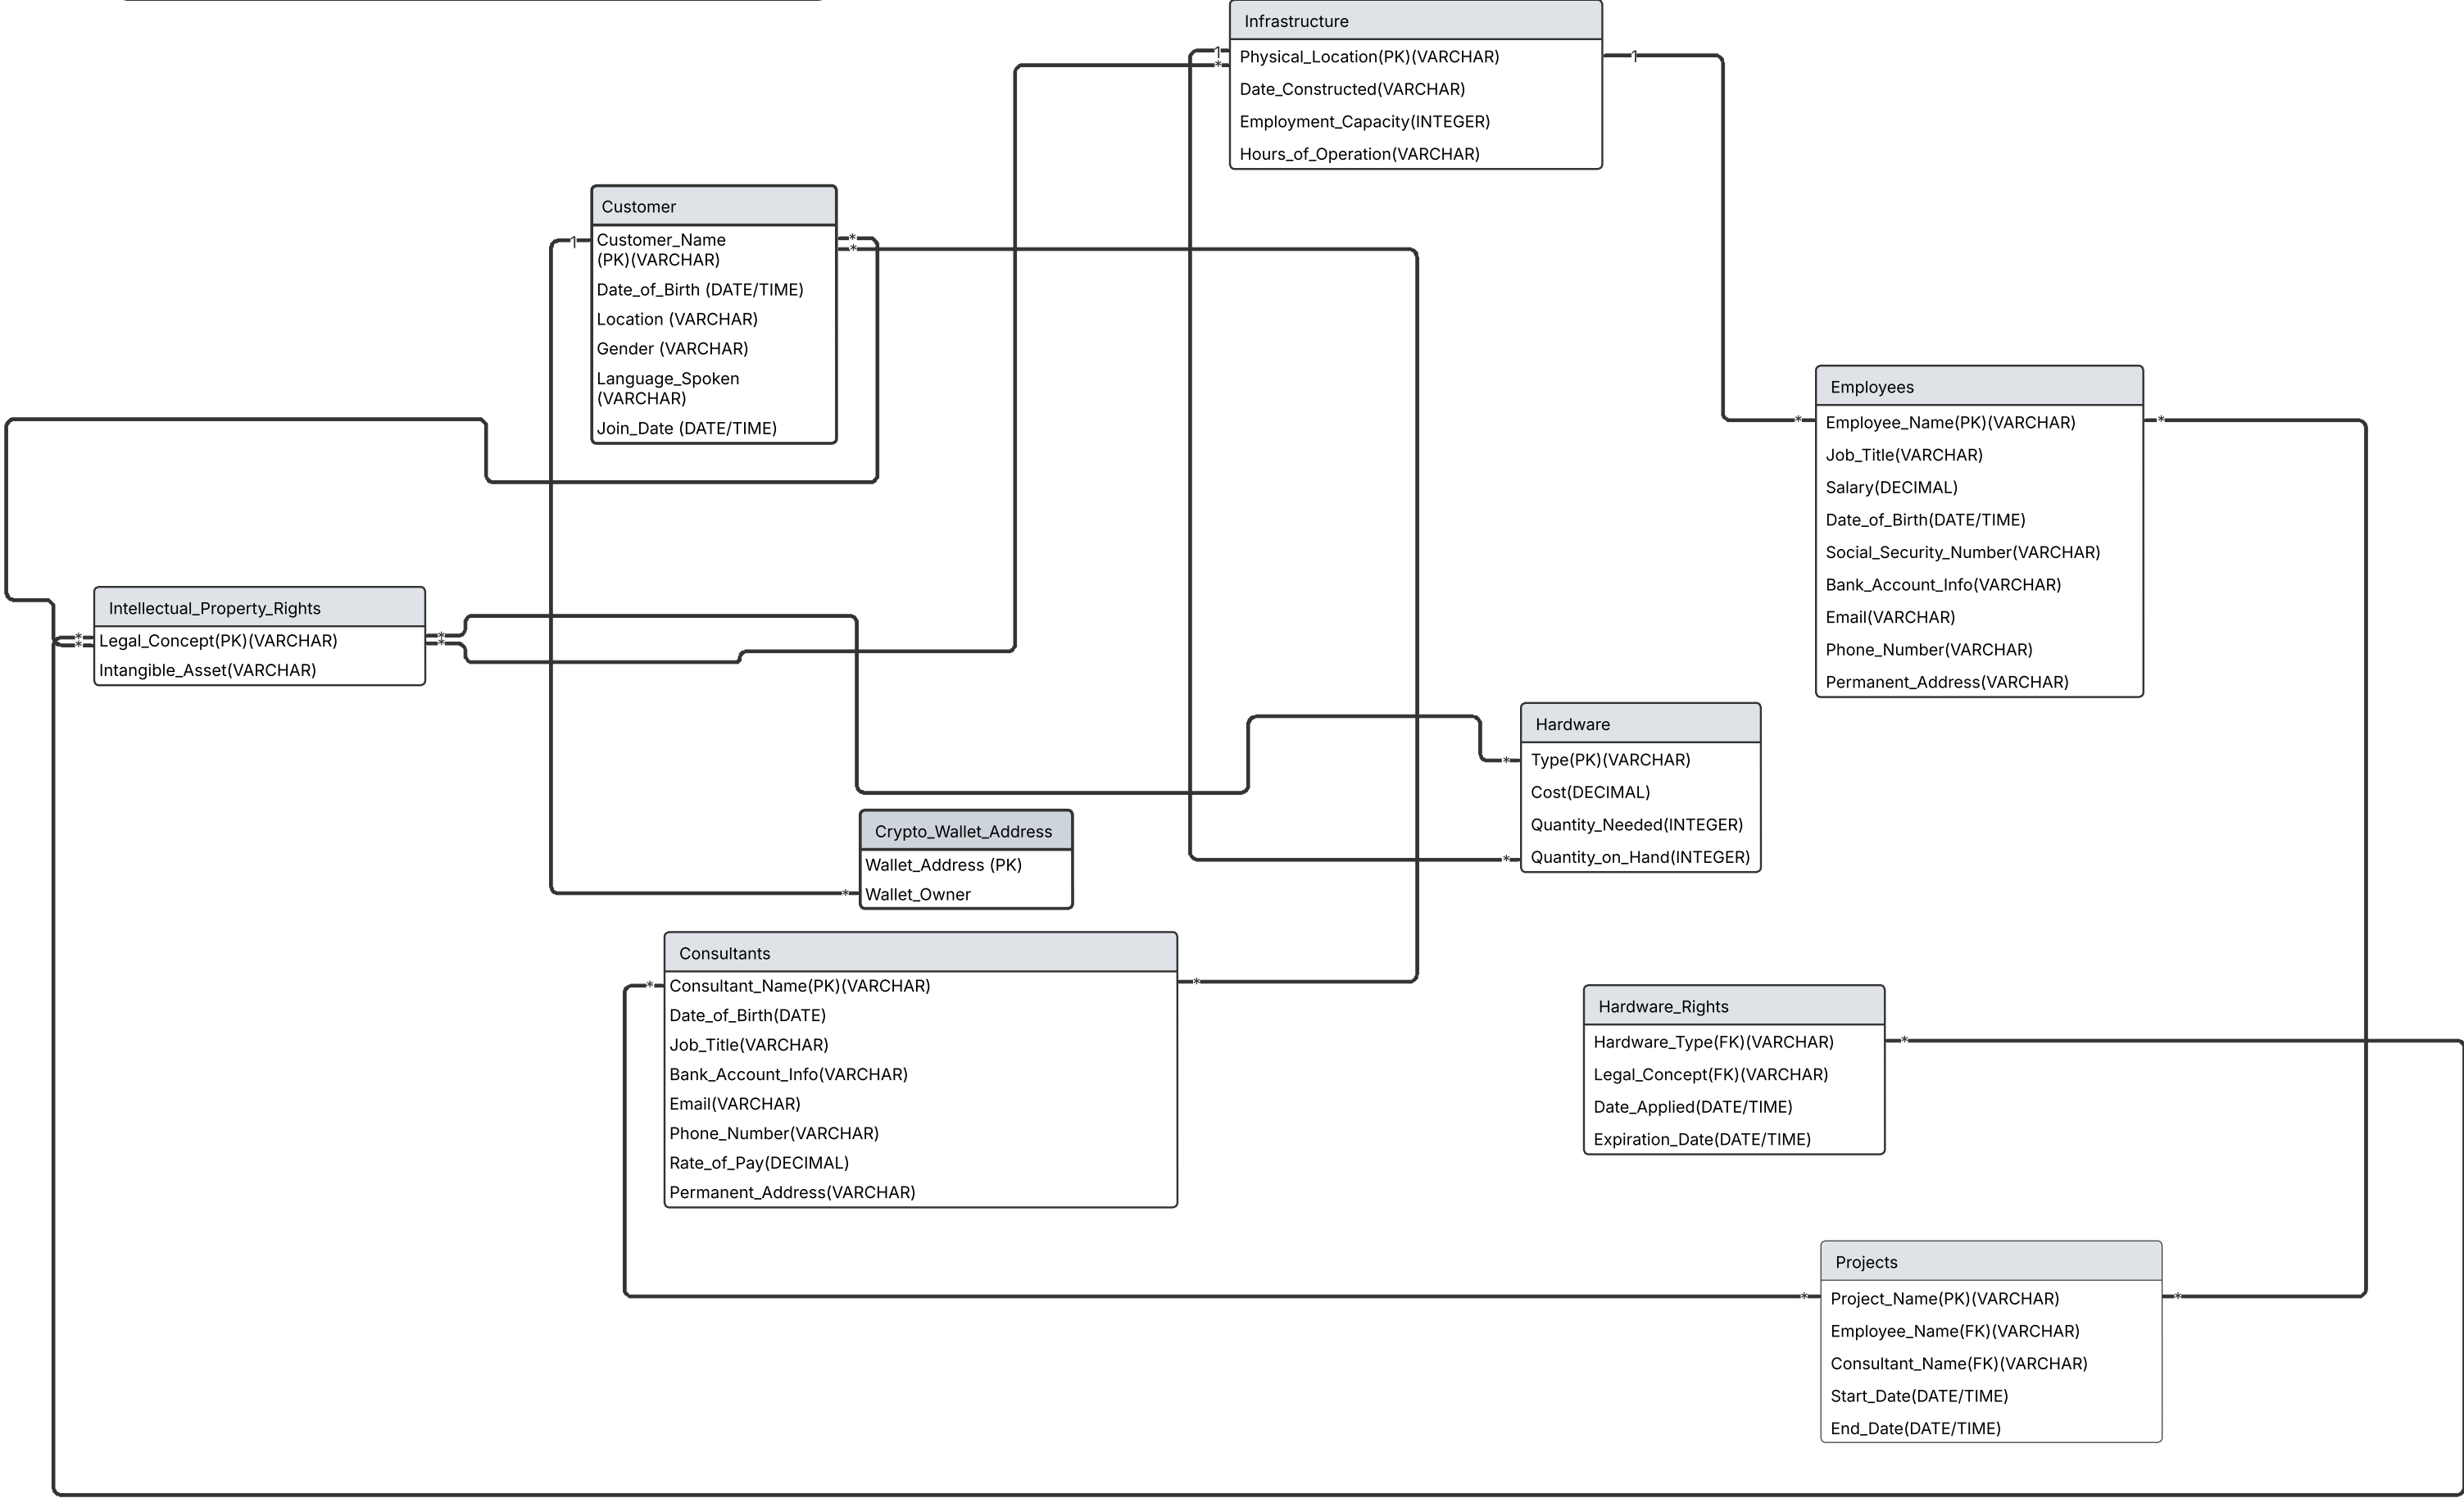 Infrastructure
Physical_Location(PK)(VARCHAR)
Date_Constructed(VARCHAR)
Employment_Capacity(INTEGER)
Hours_of_Operation(VARCHAR)
1
*
1
Customer
Customer_Name
(PK)(VARCHAR)
Date_of_Birth (DATE/TIME)
Location (VARCHAR)
Gender (VARCHAR)
Language_Spoken
(VARCHAR)
Join_Date (DATE/TIME)
1
*
*
Employees
Employee_Name(PK)(VARCHAR)
Job_Title(VARCHAR)
Salary(DECIMAL)
Date_of_Birth(DATE/TIME)
Social_Security_Number(VARCHAR)
Bank_Account_Info(VARCHAR)
Email(VARCHAR)
Phone_Number(VARCHAR)
Permanent_Address(VARCHAR)
*
*
Intellectual_Property_Rights
Legal_Concept(PK)(VARCHAR)
Intangible_Asset(VARCHAR)
*
*
*
*
Hardware
Type(PK)(VARCHAR)
Cost(DECIMAL)
Quantity_Needed(INTEGER)
Quantity_on_Hand(INTEGER)
*
*
Crypto_Wallet_Address
Wallet_Address (PK)
Wallet_Owner
*
Consultants
Consultant_Name(PK)(VARCHAR)
Date_of_Birth(DATE)
Job_Title(VARCHAR)
Bank_Account_Info(VARCHAR)
Email(VARCHAR)
Phone_Number(VARCHAR)
Rate_of_Pay(DECIMAL)
Permanent_Address(VARCHAR)
*
*
Hardware_Rights
Hardware_Type(FK)(VARCHAR)
Legal_Concept(FK)(VARCHAR)
Date_Applied(DATE/TIME)
Expiration_Date(DATE/TIME)
*
Projects
Project_Name(PK)(VARCHAR)
Employee_Name(FK)(VARCHAR)
Consultant_Name(FK)(VARCHAR)
Start_Date(DATE/TIME)
End_Date(DATE/TIME)
*
*